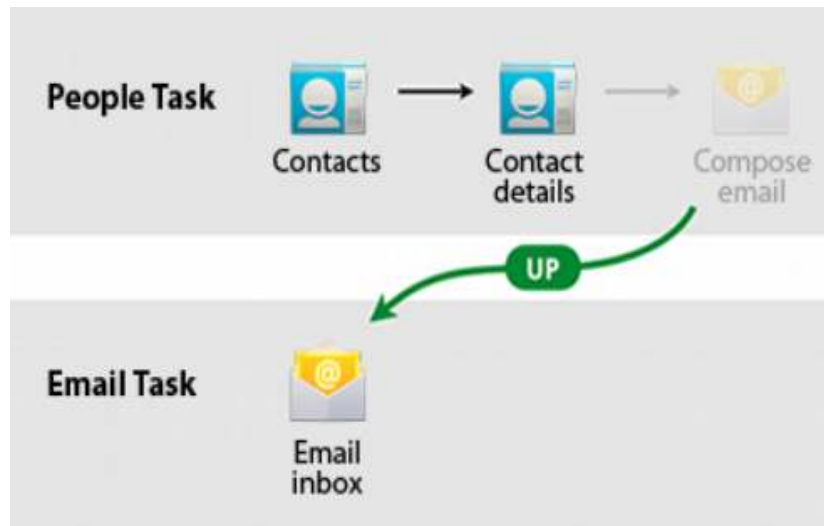 People Task
Contacts
Contact
details
Compose
email
UP
Email Task
@
Email
inbox